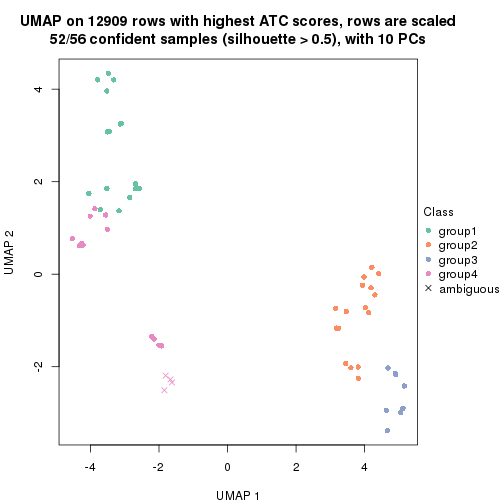 UMAP on 12909 rows with highest ATC scores, rows are scaled
52/56 confident samples (silhouette > 0.5), with 10 PCs
4
2
0
-2
UMAP 2
-4
-2
0
2
4
UMAP 1
Class
group1
group2
group3
group4
ambiguous